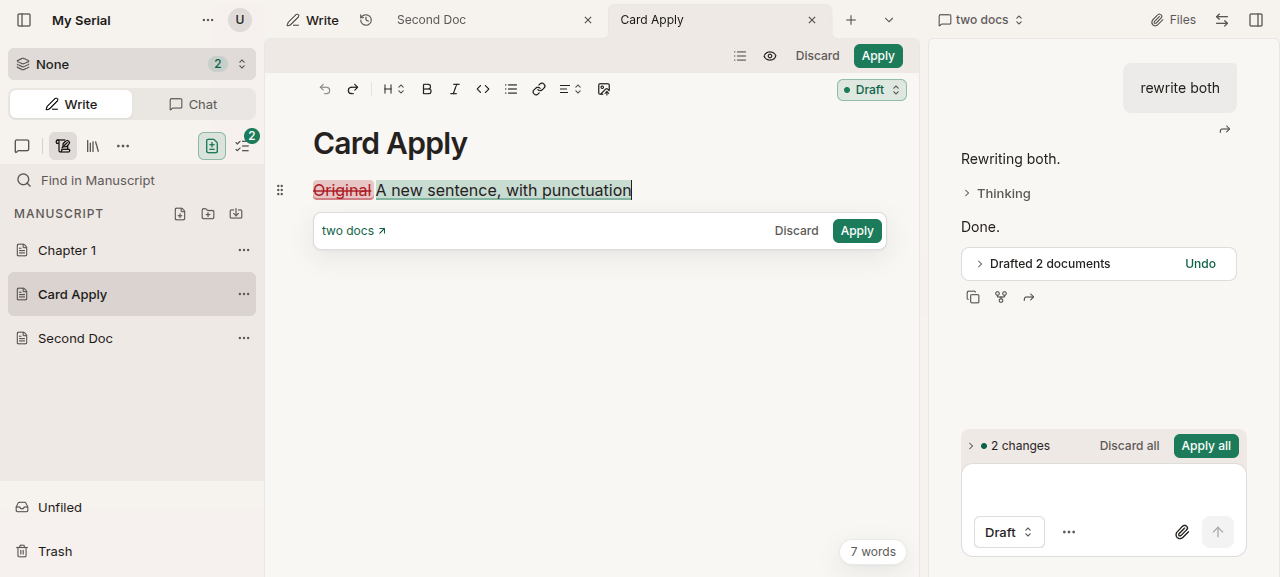 My Serial
U
Write
Second Doc
Card Apply
two docs
Files
None
2
Discard
Apply
Write
Chat
H
B
I
Draft
2
rewrite both
Find in Manuscript
Card Apply
Rewriting both.
Original A new sentence, with punctuation
Thinking
MANUSCRIPT
two docs
Discard
Apply
Done.
Chapter 1
Drafted 2 documents
Undo
Card Apply
Second Doc
2 changes
Discard all
Apply all
Unfiled
Draft
Trash
7 words